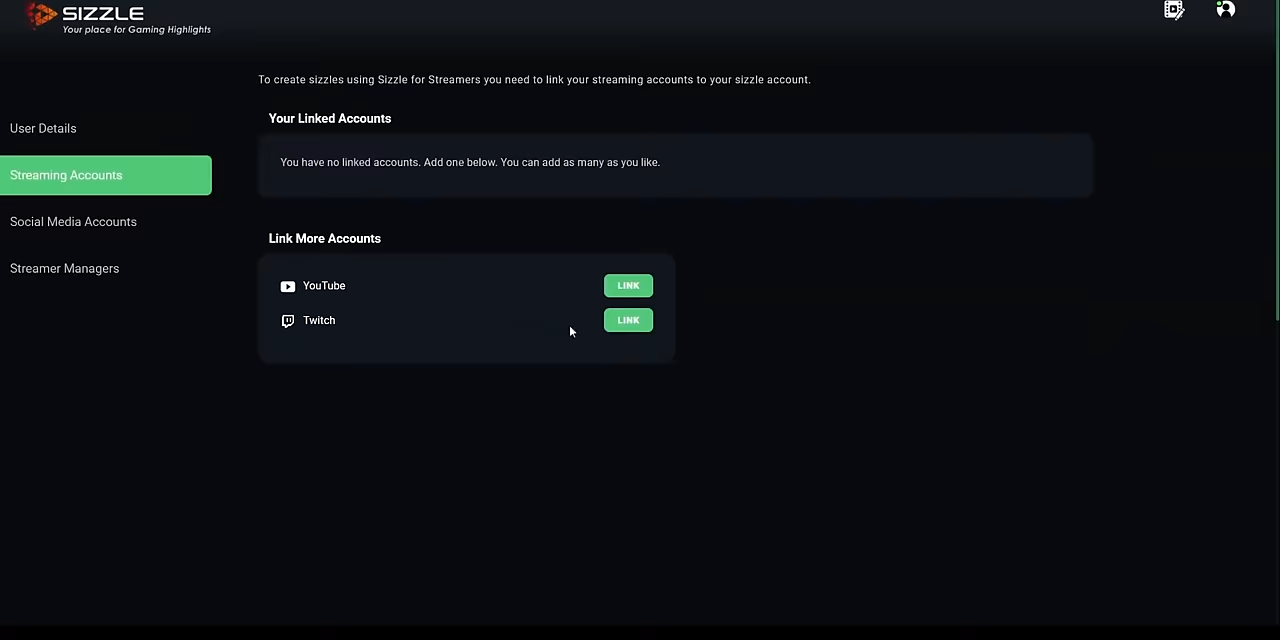 SIZZLE
Your place for Gaming Highlights
To create sizzles using Sizzle for Streamers you need to link your streaming accounts to your sizzle account.
User Details
Streaming Accounts
Social Media Accounts
Streamer Managers
Your Linked Accounts
You have no linked accounts. Add one below. You can add as many as you like.
Link More Accounts
YouTube LINK
Twitch LINK